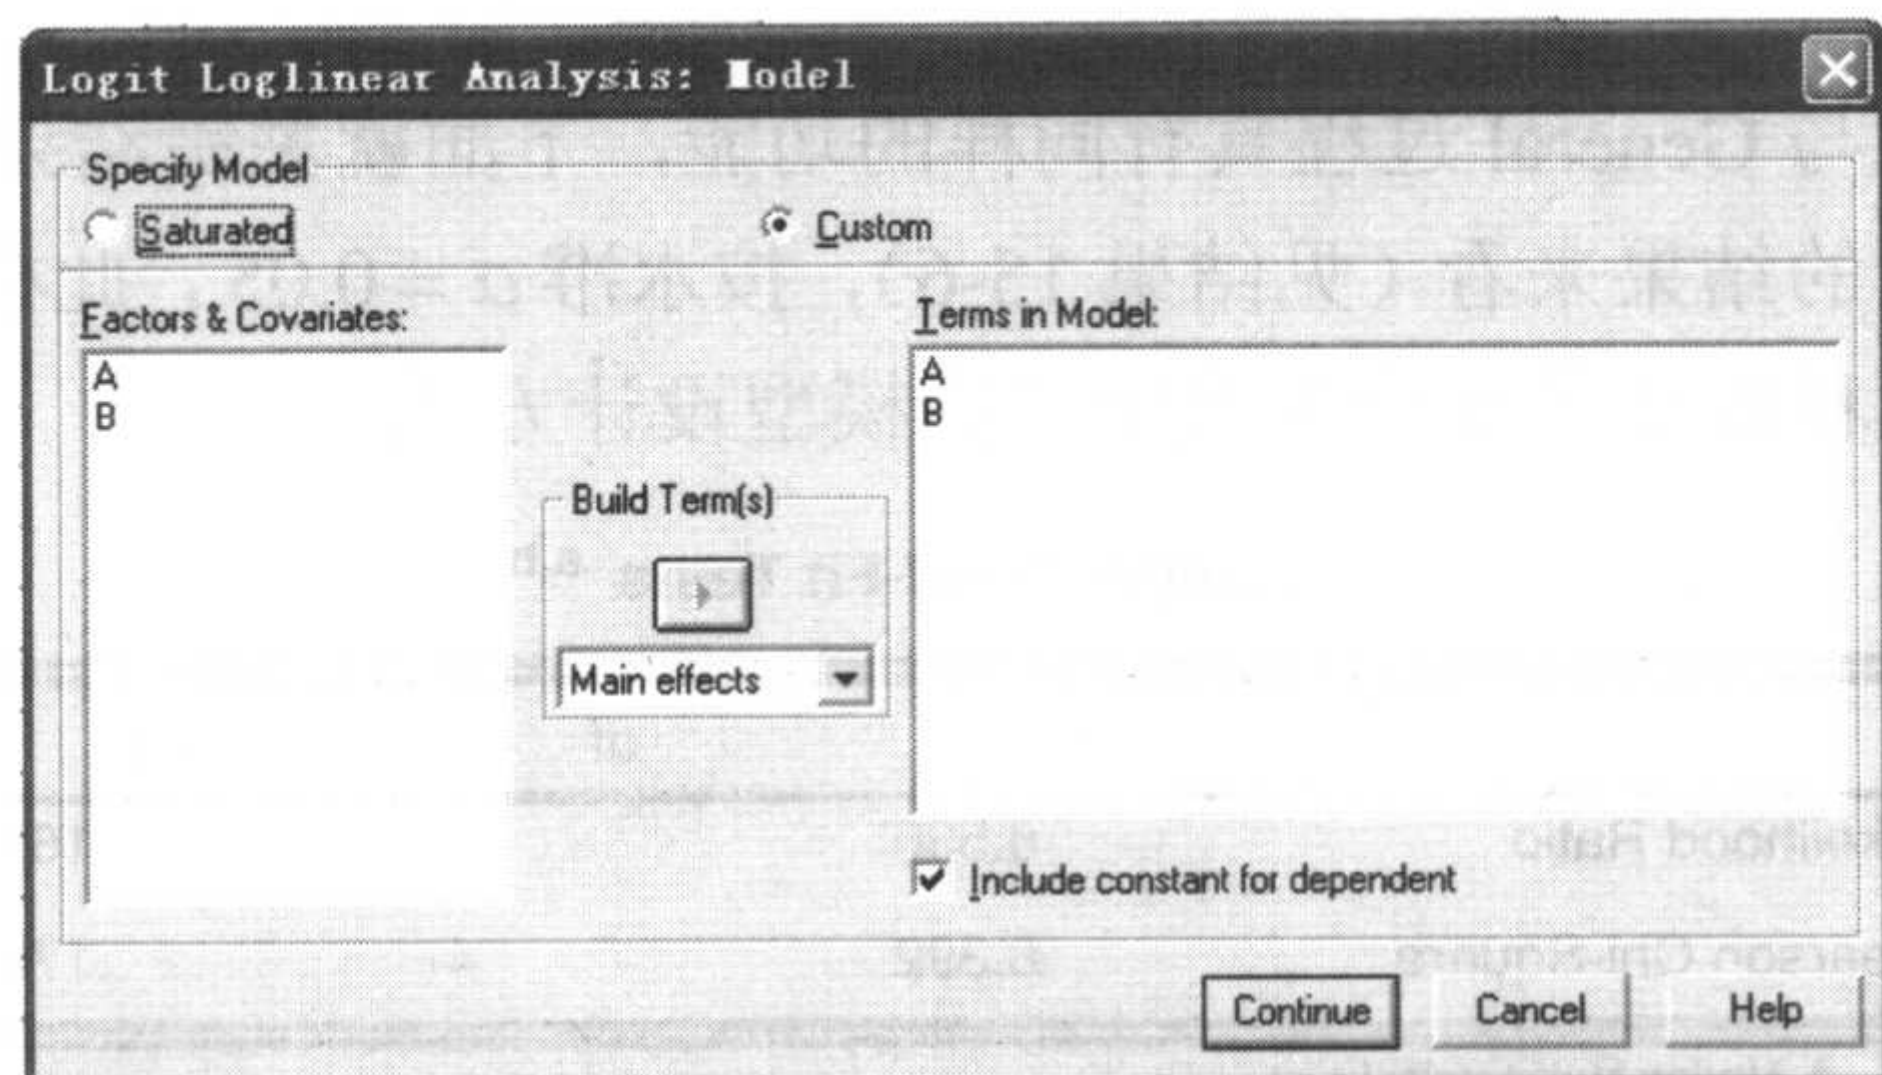 Logit Loglinear Analysis: Model
Specify Model
Saturated
Custom
Factors & Covariates:
A
B
Build Term(s)
Main effects
Terms in Model:
A
B
Include constant for dependent
Continue
Cancel
Help